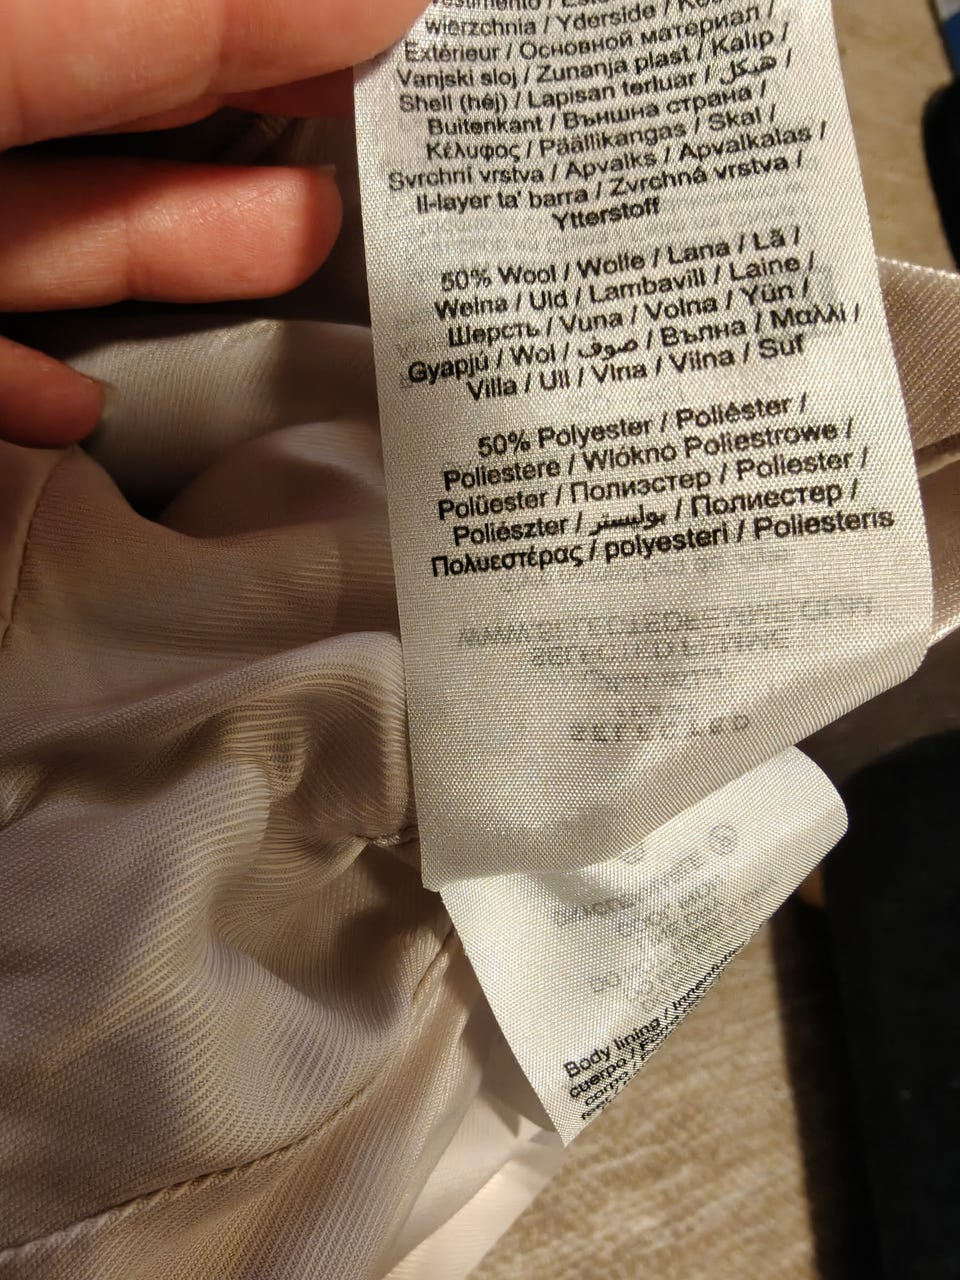 wierzchnia / Yderside /
Extérieur / Основной материал /
Vanjski sloj / Zunanja plast / Kalıp /
Shell (héj) / Lapisan terluar / هيكل /
Buitenkant / Външна страна /
Κέλυφος / Päällikangas / Skal /
Svrchní vrstva / Apvalks / Apvalkalas /
Il-layer ta' barra / Zvrchná vrstva /
Ytterstoff
50% Wool / Wolle / Lana / Lã /
Wełna / Uld / Lambavill / Laine /
Шерсть / Vuna / Volna / Yün /
Gyapjú / Wol / صوف / Вълна / Μαλλί /
Villa / Ull / Vlna / Vilna / Suf
50% Polyester / Poliéster /
Poliestere / Włókno Poliestrowe /
Polüester / Полиэстер / Poliester /
Poliészter / بوليستر / Полиестер /
Πολυεστέρας / polyesteri / Poliesteris
Body lining /
cuerpo /
corpo /